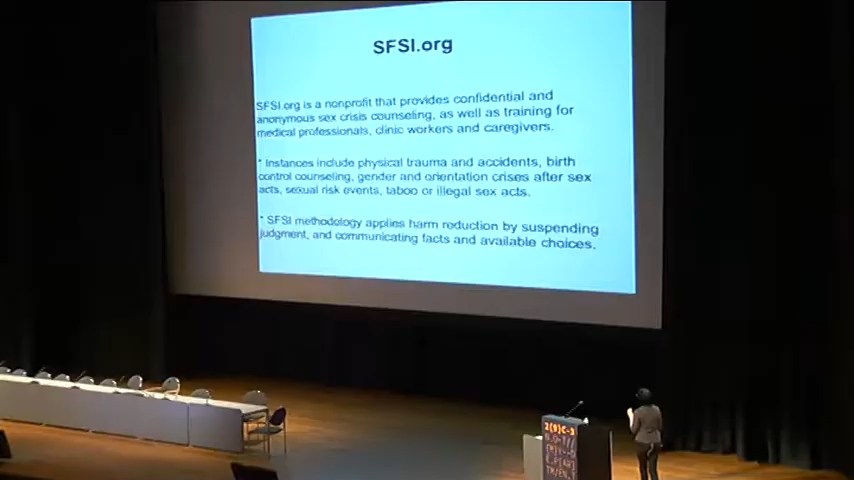 SFSI.org
SFSI.org is a nonprofit that provides confidential and
anonymous sex crisis counseling, as well as training for
medical professionals, clinic workers and caregivers.
* Instances include physical trauma and accidents, birth
control counseling, gender and orientation crises after sex
acts, sexual risk events, taboo or illegal sex acts.
* SFSI methodology applies harm reduction by suspending
judgment, and communicating facts and available choices.